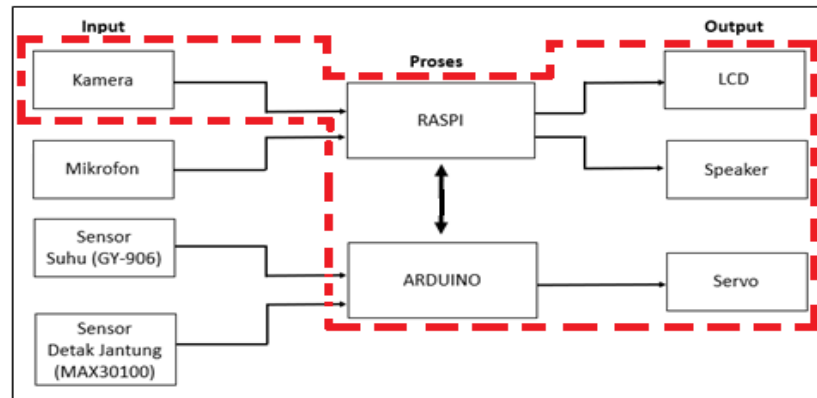 Input
Proses
Output
Kamera
Mikrofon
Sensor
Suhu (GY-906)
Sensor
Detak Jantung
(MAX30100)
RASPI
ARDUINO
LCD
Speaker
Servo